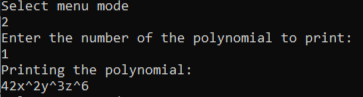 Select menu mode
2
Enter the number of the polynomial to print:
1
Printing the polynomial:
42x^2y^3z^6